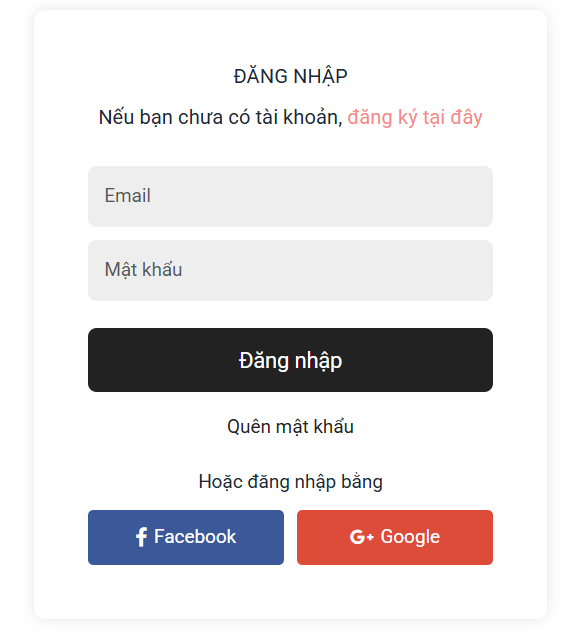 ĐĂNG NHẬP
Nếu bạn chưa có tài khoản, đăng ký tại đây
Email
Mật khẩu
Đăng nhập
Quên mật khẩu
Hoặc đăng nhập bằng
Facebook
G+ Google